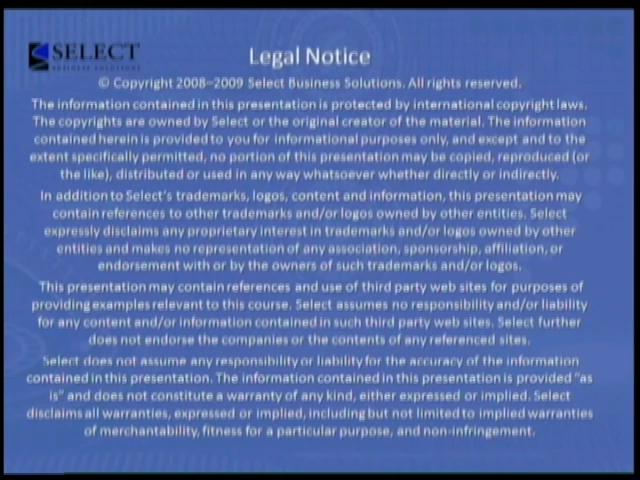 SELECT
BUSINESS SOLUTIONS
Legal Notice
© Copyright 2008–2009 Select Business Solutions. All rights reserved.
The information contained in this presentation is protected by international copyright laws.
The copyrights are owned by Select or the original creator of the material. The information
contained herein is provided to you for informational purposes only, and except and to the
extent specifically permitted, no portion of this presentation may be copied, reproduced (or
the like), distributed or used in any way whatsoever whether directly or indirectly.
In addition to Select's trademarks, logos, content and information, this presentation may
contain references to other trademarks and/or logos owned by other entities. Select
expressly disclaims any proprietary interest in trademarks and/or logos owned by other
entities and makes no representation of any association, sponsorship, affiliation, or
endorsement with or by the owners of such trademarks and/or logos.
This presentation may contain references and use of third party web sites for purposes of
providing examples relevant to this course. Select assumes no responsibility and/or liability
for any content and/or information contained in such third party web sites. Select further
does not endorse the companies or the contents of any referenced sites.
Select does not assume any responsibility or liability for the accuracy of the information
contained in this presentation. The information contained in this presentation is provided "as
is" and does not constitute a warranty of any kind, either expressed or implied. Select
disclaims all warranties, expressed or implied, including but not limited to implied warranties
of merchantability, fitness for a particular purpose, and non-infringement.